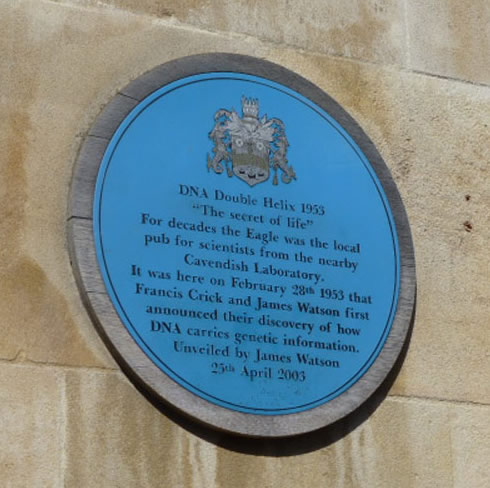 DNA Double Helix 1953
"The secret of life"
For decades the Eagle was the local
pub for scientists from the nearby
Cavendish Laboratory.
It was here on February 28th 1953 that
Francis Crick and James Watson first
announced their discovery of how
DNA carries genetic information.
Unveiled by James Watson
25th April 2003